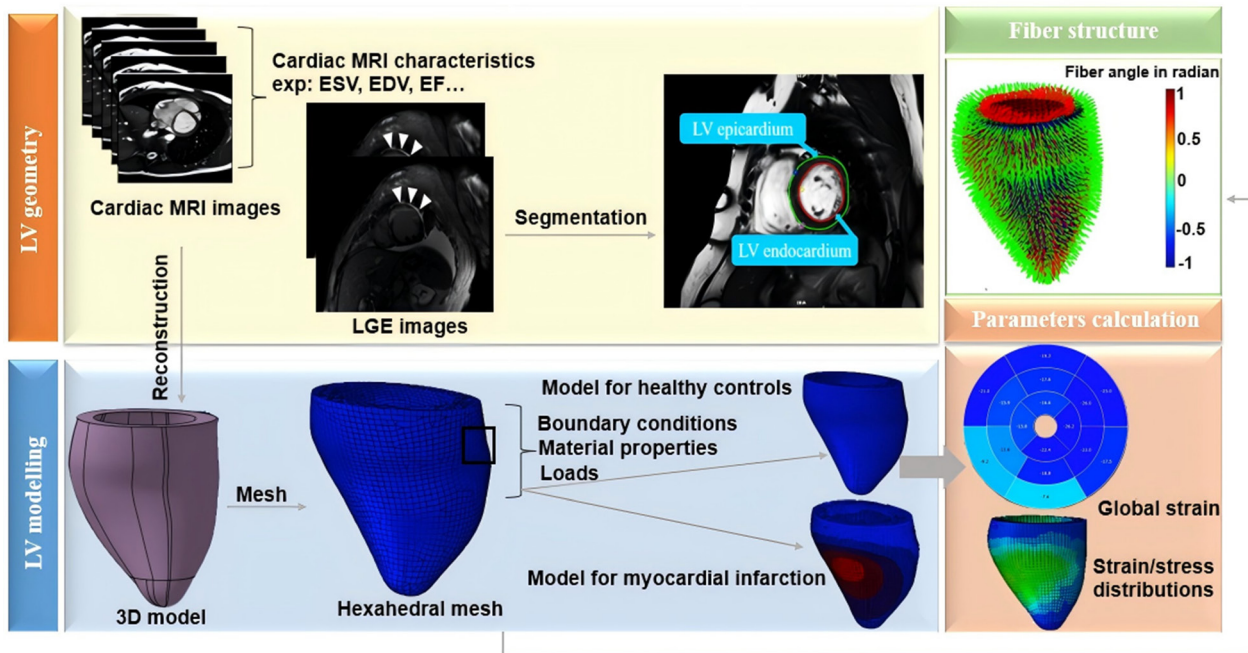 LV geometry
Cardiac MRI characteristics
exp: ESV, EDV, EF...
Cardiac MRI images
LGE images
Segmentation
LV epicardium
LV endocardium
Fiber structure
Fiber angle in radian
1
0.5
0
-0.5
-1
Reconstruction
LV modelling
3D model
Mesh
Hexahedral mesh
Model for healthy controls
Boundary conditions
Material properties
Loads
Model for myocardial infarction
Parameters calculation
Global strain
Strain/stress
distributions